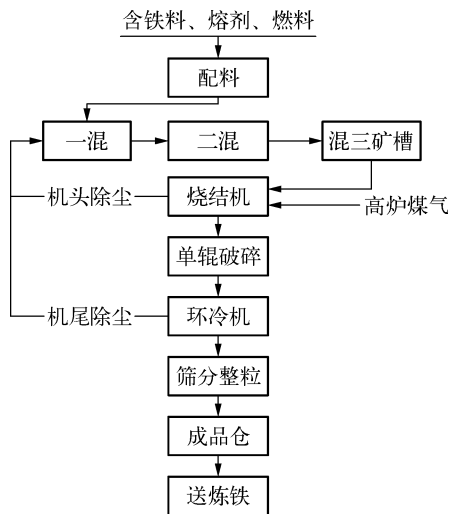 含铁料、熔剂、燃料
配料
一混
二混
混三矿槽
机头除尘
烧结机
高炉煤气
单辊破碎
机尾除尘
环冷机
筛分整粒
成品仓
送炼铁